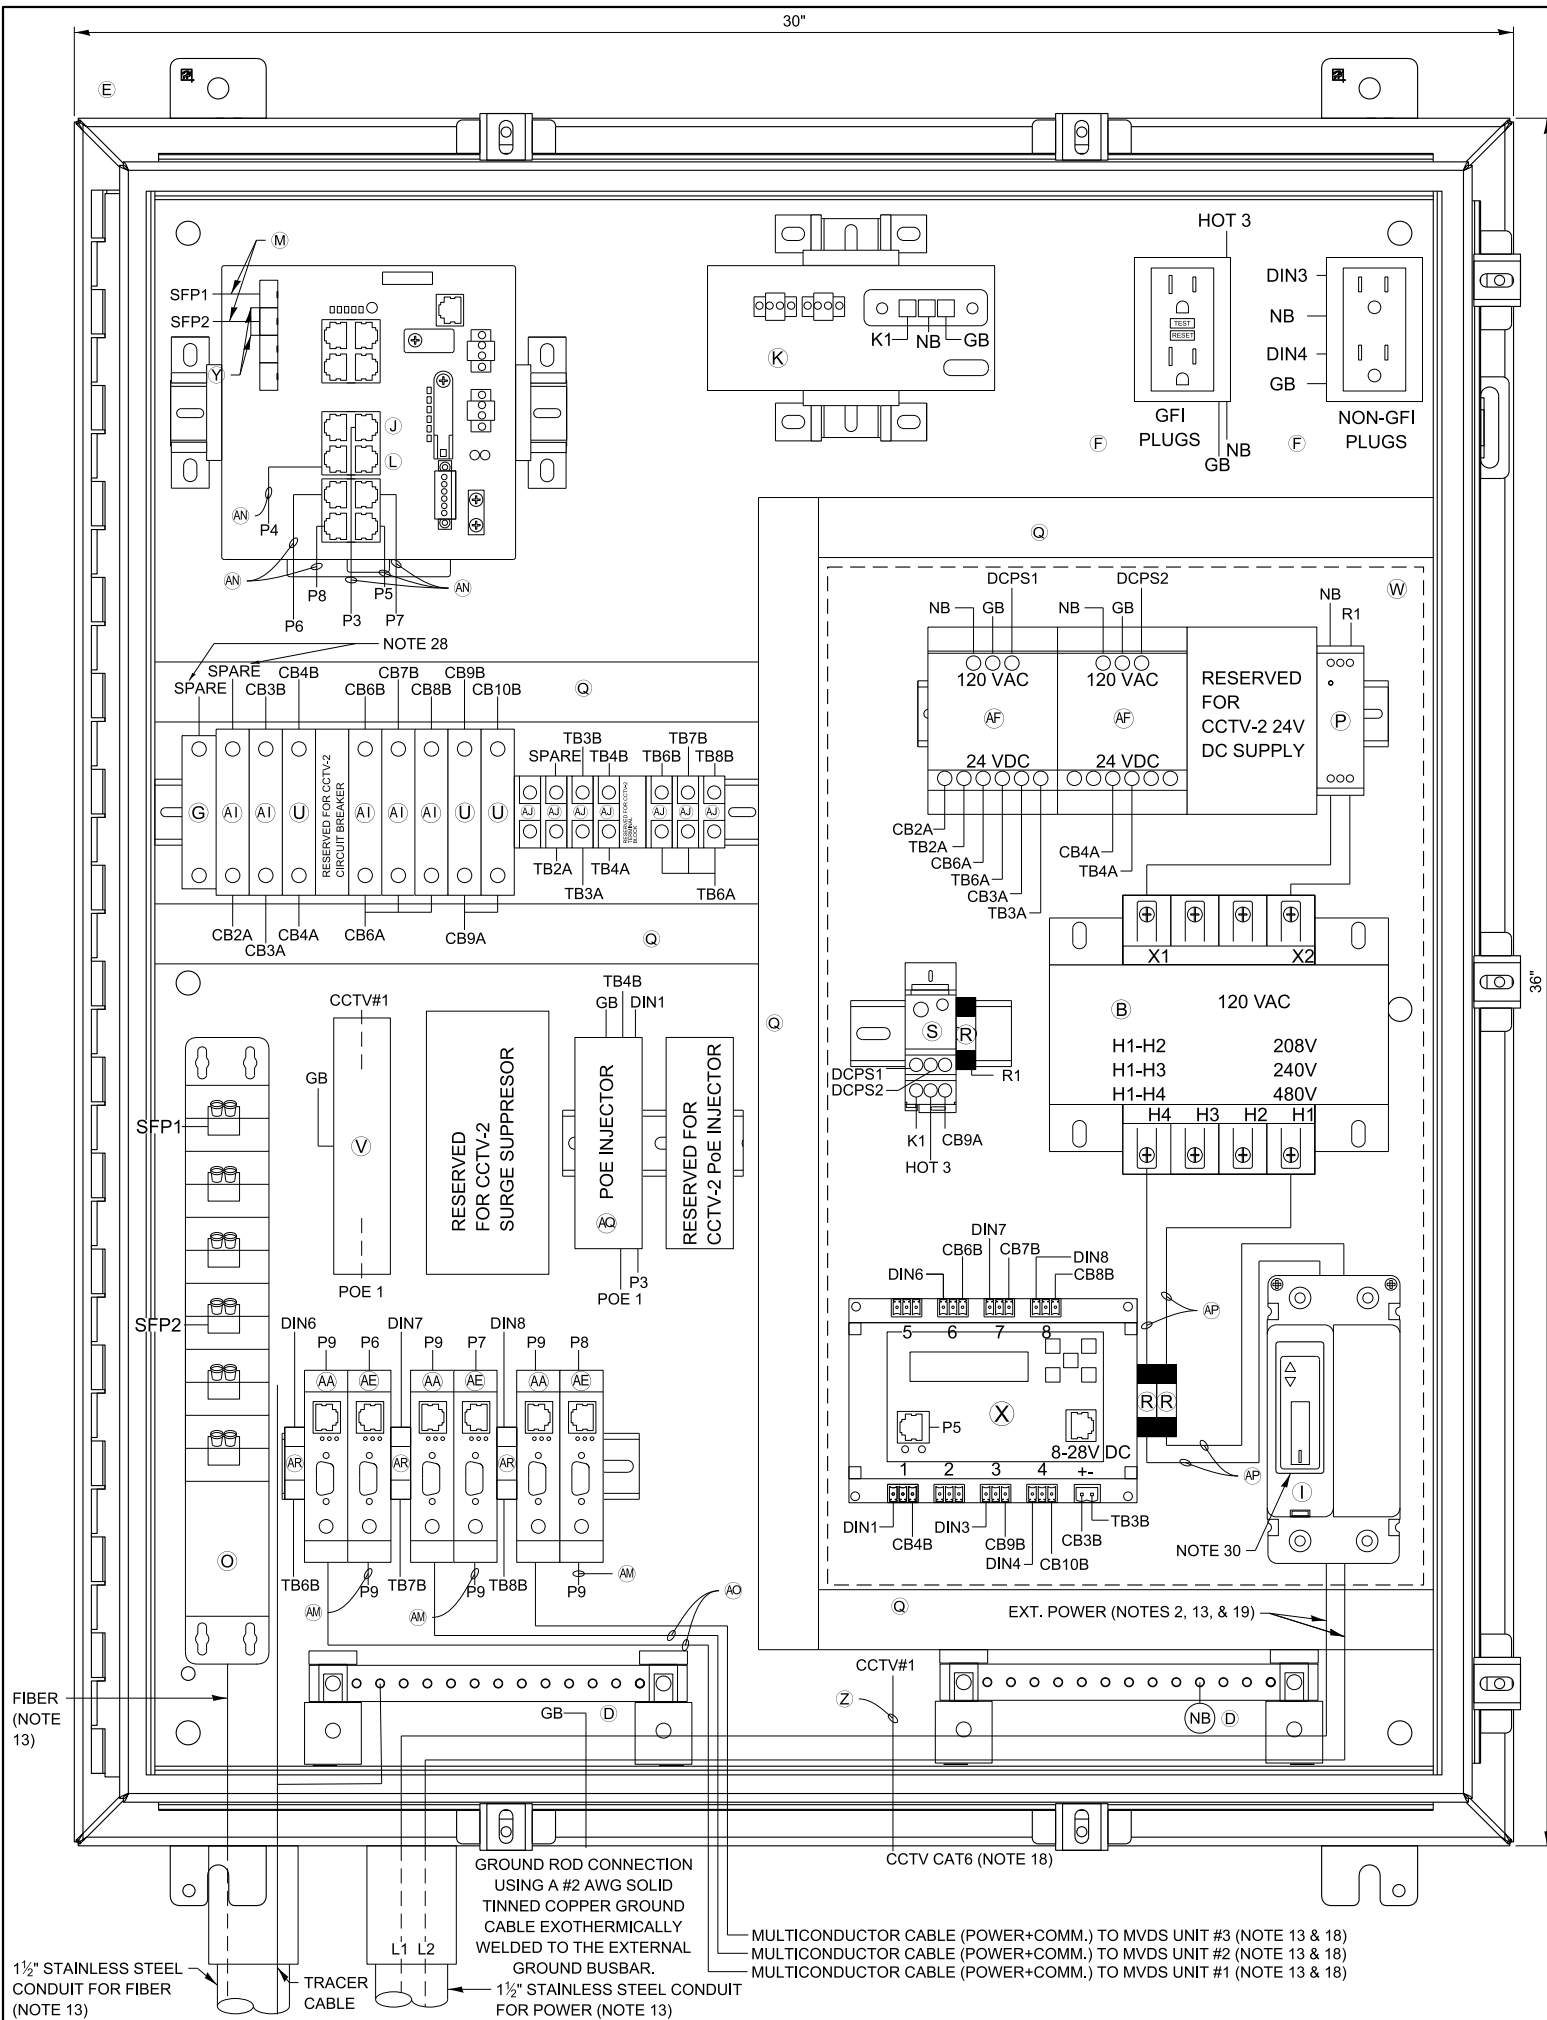 30"
E
HOT 3
M
SFP1
SFP2
Y
J
L
AN
P4
AN
P8
P6
P3
P5
P7
AN
K1
NB
GB
K
TEST
RESET
GFI
PLUGS
GB
NB
F
DIN3
NB
DIN4
GB
NON-GFI
PLUGS
F
Q
NOTE 28
SPARE
SPARE
CB3B
CB4B
CB6B
CB7B
CB8B
CB9B
CB10B
Q
G
AI
AI
U
RESERVED FOR CCTV-2
CIRCUIT BREAKER
AI
AI
AI
U
U
SPARE
TB3B
TB4B
TB6B
TB7B
TB8B
AJ
AJ
AJ
AJ
RESERVED FOR CCTV-2
TERMINAL
BLOCK
AJ
AJ
AJ
TB2A
TB3A
TB4A
TB6A
CB2A
CB3A
CB4A
CB6A
CB9A
Q
W
DCPS1
DCPS2
NB
GB
NB
GB
NB
R1
120 VAC
120 VAC
AF
AF
24 VDC
24 VDC
RESERVED
FOR
CCTV-2 24V
DC SUPPLY
P
CB2A
TB2A
CB6A
TB6A
CB3A
TB3A
CB4A
TB4A
X1
X2
120 VAC
B
H1-H2 208V
H1-H3 240V
H1-H4 480V
H4 H3 H2 H1
36"
Q
S
R
DCPS1
DCPS2
R1
K1
CB9A
HOT 3
CCTV#1
GB
V
POE 1
RESERVED
FOR CCTV-2
SURGE SUPPRESOR
TB4B
GB
DIN1
POE INJECTOR
AQ
P3
POE 1
RESERVED FOR
CCTV-2 PoE INJECTOR
SFP1
SFP2
O
DIN6
P9
P6
DIN7
P9
P7
DIN8
P9
P8
AA
AE
AA
AE
AA
AE
AR
AR
AR
TB6B
P9
TB7B
P9
TB8B
P9
AM
AM
AM
AO
DIN7
CB6B
CB7B
DIN6
DIN8
CB8B
AP
5 6 7 8
X
P5
8-28V DC
1 2 3 4 +-
DIN1
CB4B
DIN3
CB9B
DIN4
CB10B
CB3B
TB3B
R
R
AP
I
NOTE 30
Q
EXT. POWER (NOTES 2, 13, & 19)
CCTV#1
Z
NB
D
GB
D
FIBER
(NOTE
13)
CCTV CAT6 (NOTE 18)
GROUND ROD CONNECTION
USING A #2 AWG SOLID
TINNED COPPER GROUND
CABLE EXOTHERMICALLY
WELDED TO THE EXTERNAL
GROUND BUSBAR.
L1 L2
MULTICONDUCTOR CABLE (POWER+COMM.) TO MVDS UNIT #3 (NOTE 13 & 18)
MULTICONDUCTOR CABLE (POWER+COMM.) TO MVDS UNIT #2 (NOTE 13 & 18)
MULTICONDUCTOR CABLE (POWER+COMM.) TO MVDS UNIT #1 (NOTE 13 & 18)
1½" STAINLESS STEEL
CONDUIT FOR FIBER
(NOTE 13)
TRACER
CABLE
1½" STAINLESS STEEL CONDUIT
FOR POWER (NOTE 13)